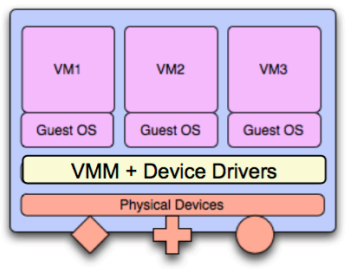 VM1 VM2 VM3
Guest OS Guest OS Guest OS
VMM + Device Drivers
Physical Devices